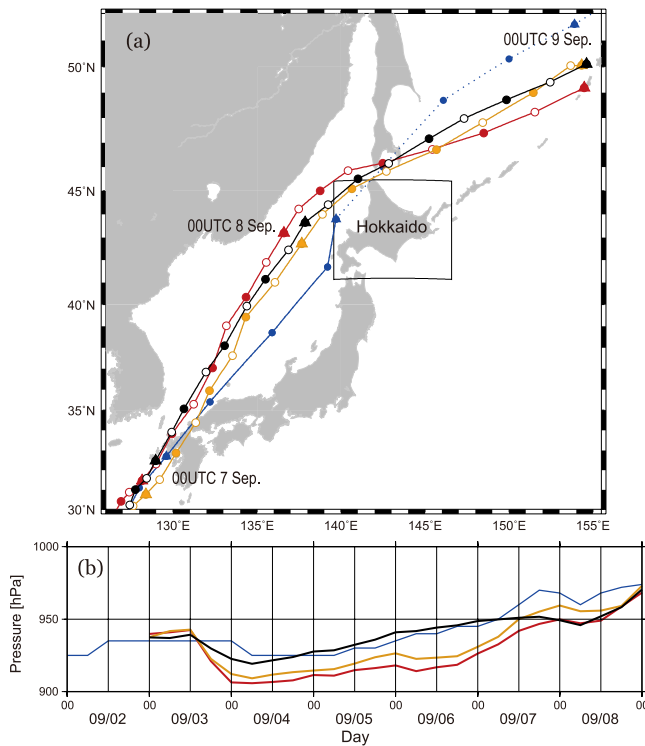 (a)
00UTC 9 Sep.
50˚N
45˚N
00UTC 8 Sep.
Hokkaido
40˚N
35˚N
00UTC 7 Sep.
30˚N
130˚E 135˚E 140˚E 145˚E 150˚E 155˚E
(b)
1000
950
900
Pressure [hPa]
00 00 00 00 00 00 00 00
09/02 09/03 09/04 09/05 09/06 09/07 09/08
Day